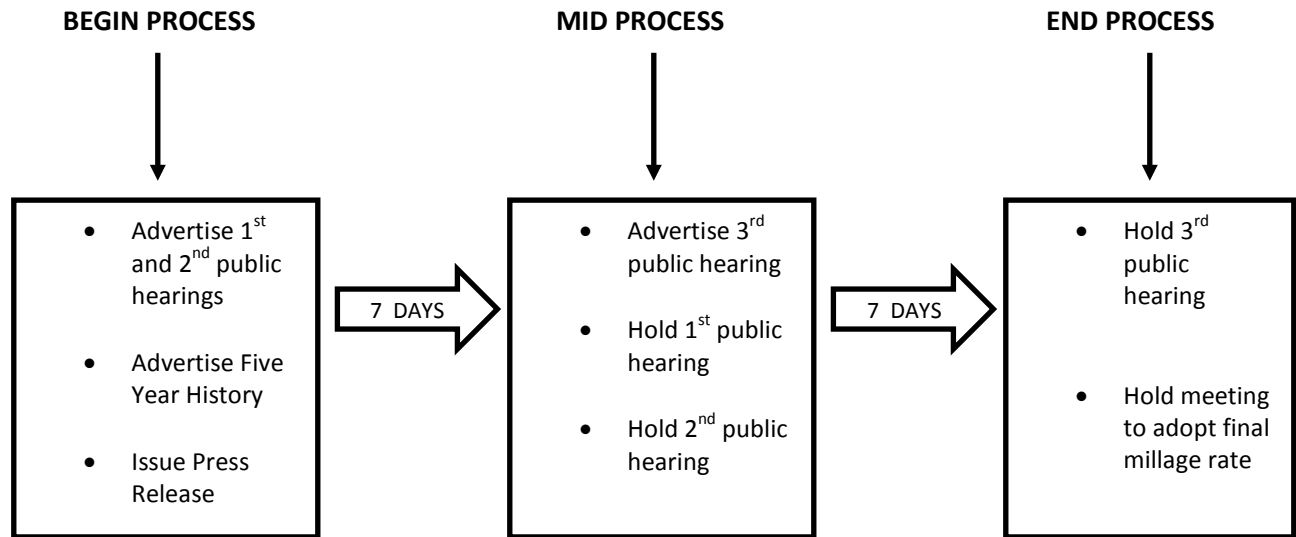 BEGIN PROCESS
MID PROCESS
END PROCESS
• Advertise 1st
and 2nd public
hearings
• Advertise Five
Year History
• Issue Press
Release
7 DAYS
• Advertise 3rd
public hearing
• Hold 1st public
hearing
• Hold 2nd public
hearing
7 DAYS
• Hold 3rd
public
hearing
• Hold meeting
to adopt final
millage rate